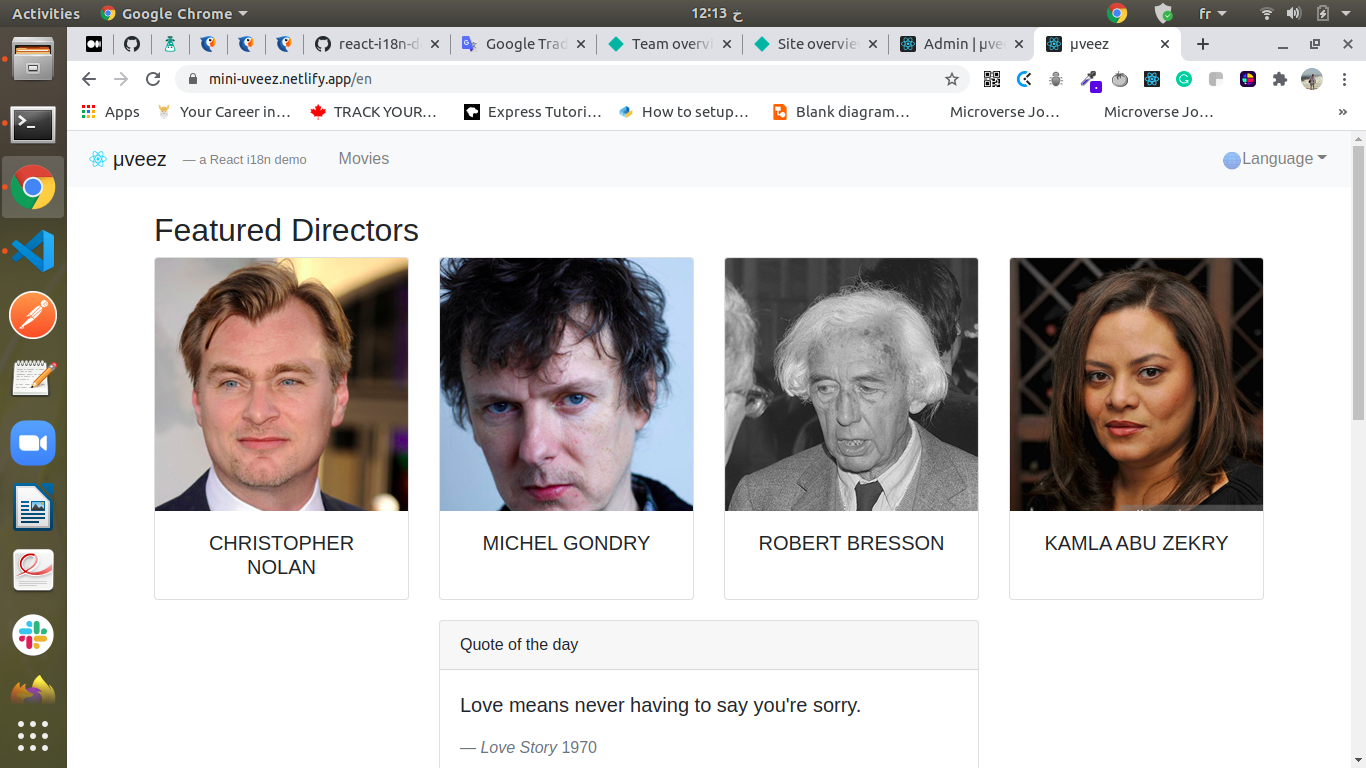 Activities
Google Chrome
12:13 خ
fr
react-i18n-d
Google Trad
Team overvi
Site overvie
Admin | μvee
μveez
mini-uveez.netlify.app/en
Apps
Your Career in…
TRACK YOUR…
Express Tutori…
How to setup…
Blank diagram…
Microverse Jo…
Microverse Jo…
»
μveez
— a React i18n demo
Movies
Language
Featured Directors
CHRISTOPHER
NOLAN
MICHEL GONDRY
ROBERT BRESSON
KAMLA ABU ZEKRY
Quote of the day
Love means never having to say you're sorry.
— Love Story 1970